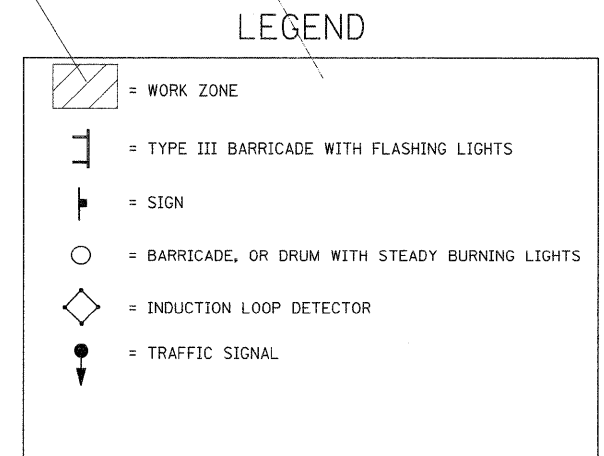 LEGEND
= WORK ZONE
= TYPE III BARRICADE WITH FLASHING LIGHTS
= SIGN
= BARRICADE, OR DRUM WITH STEADY BURNING LIGHTS
= INDUCTION LOOP DETECTOR
= TRAFFIC SIGNAL